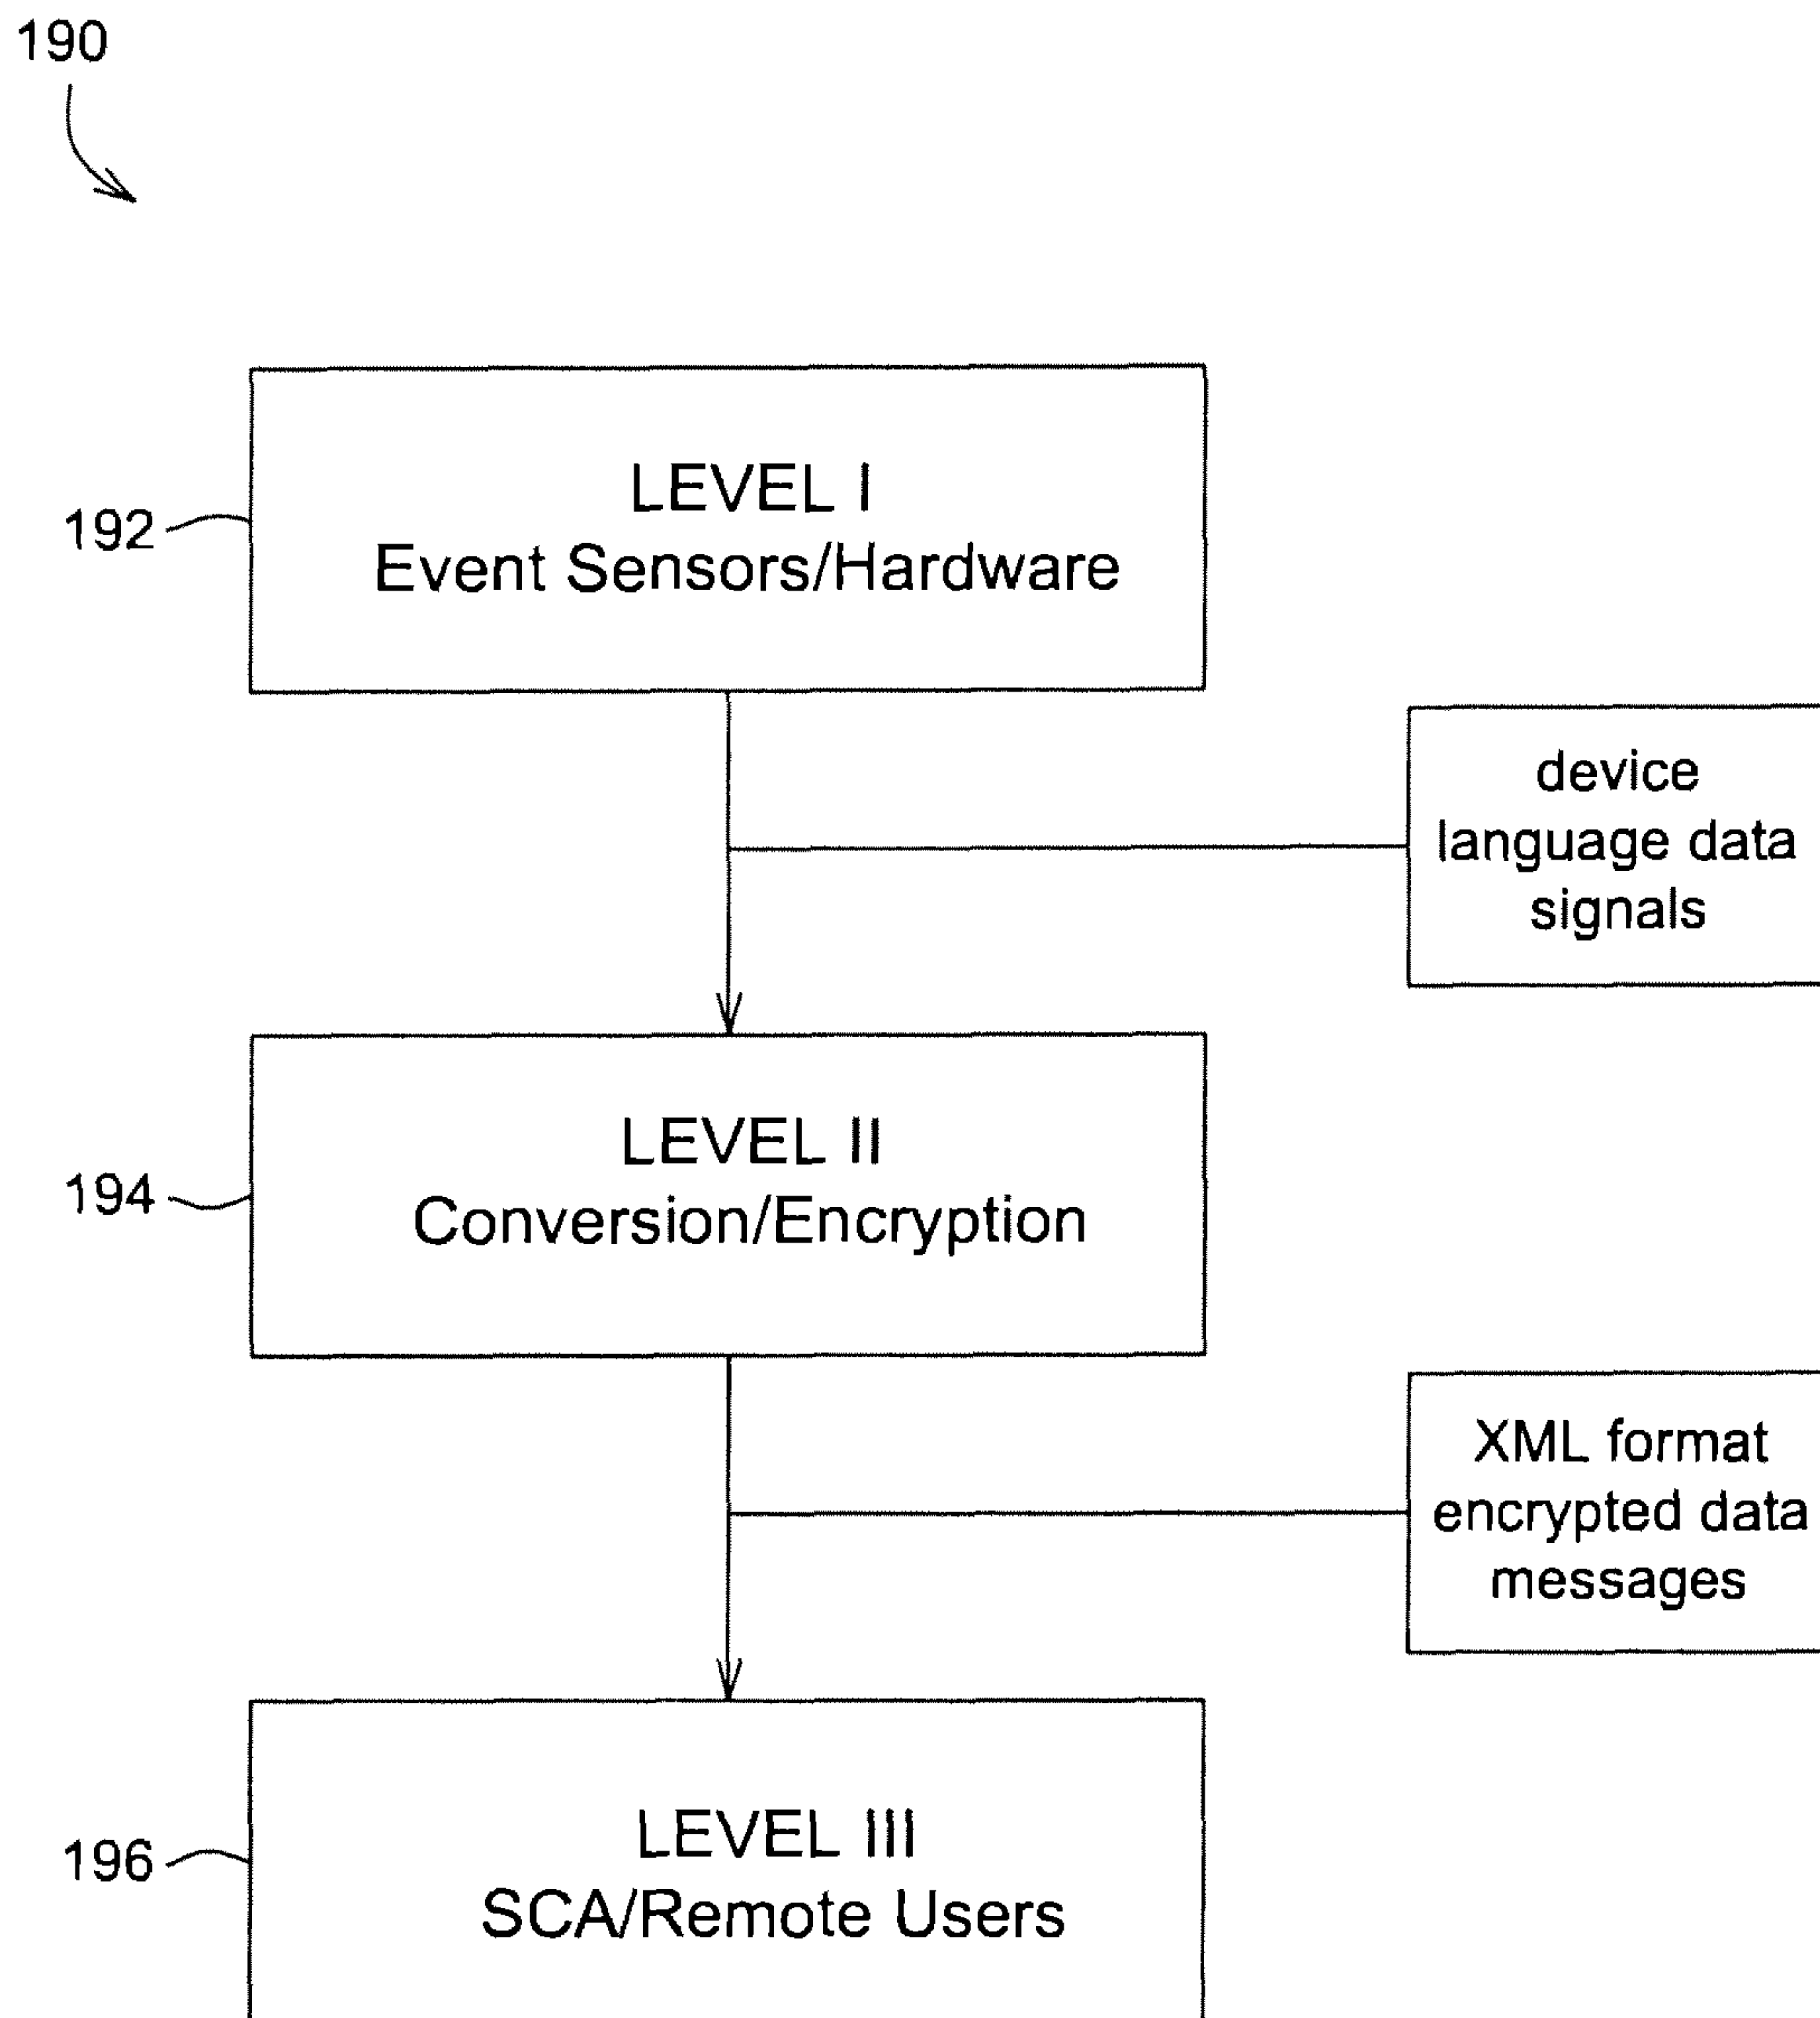 190
LEVEL I
Event Sensors/Hardware
192
device
language data
signals
LEVEL II
Conversion/Encryption
194
XML format
encrypted data
messages
LEVEL III
SCA/Remote Users
196